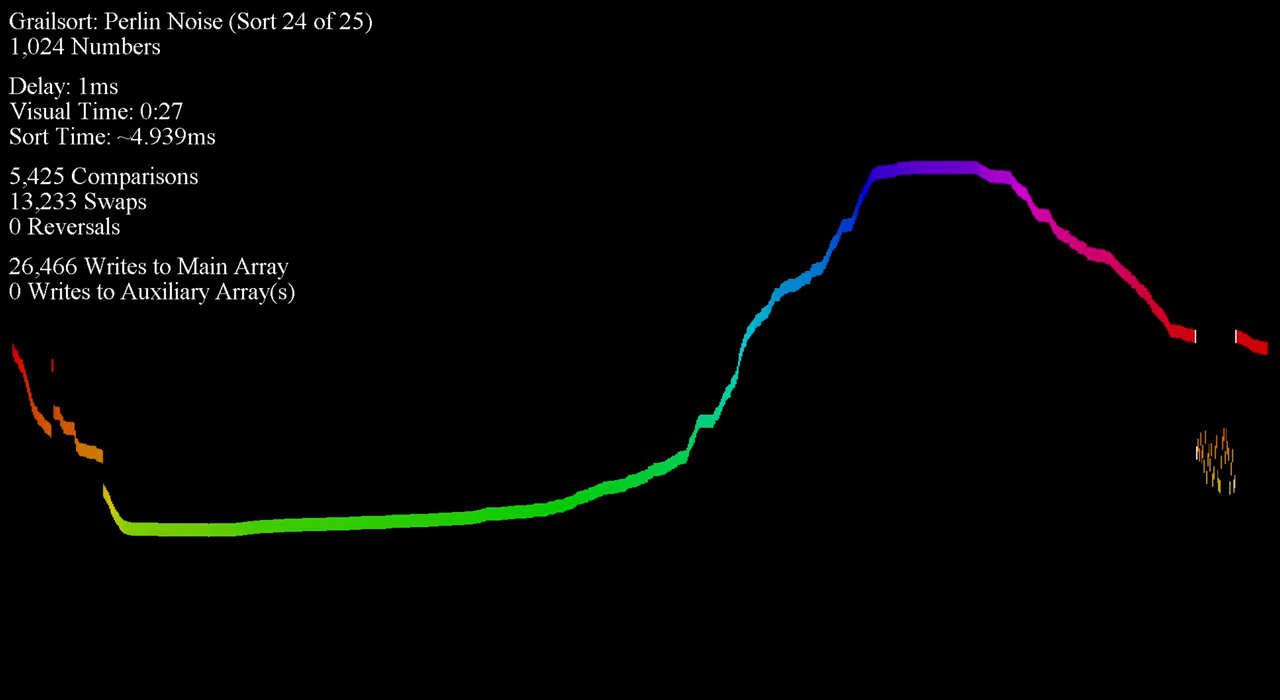 Grailsort: Perlin Noise (Sort 24 of 25)
1,024 Numbers
Delay: 1ms
Visual Time: 0:27
Sort Time: ~4.939ms
5,425 Comparisons
13,233 Swaps
0 Reversals
26,466 Writes to Main Array
0 Writes to Auxiliary Array(s)